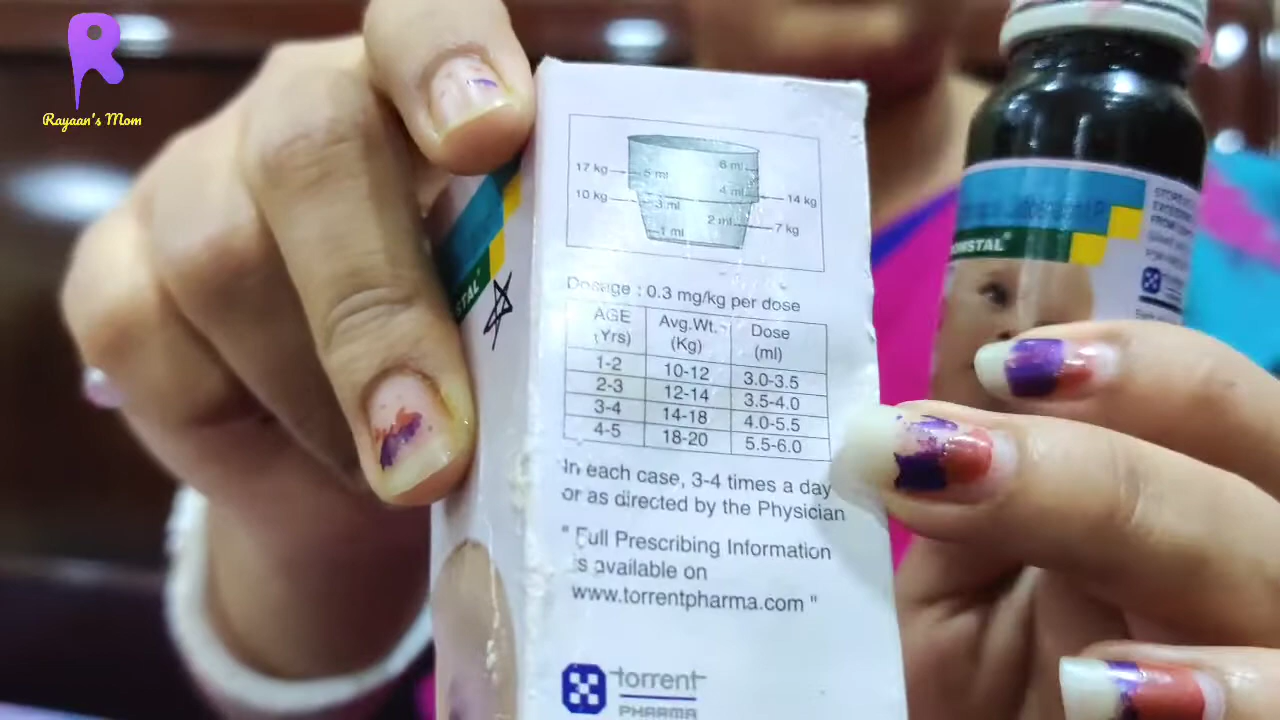 R
Rayaan's Mom
17 kg
5 ml
6 ml
10 kg
3 ml
4 ml
14 kg
1 ml
2 ml
7 kg
Dosage : 0.3 mg/kg per dose
AGE (Yrs) Avg.Wt. (Kg) Dose (ml)
1-2 10-12 3.0-3.5
2-3 12-14 3.5-4.0
3-4 14-18 4.0-5.5
4-5 18-20 5.5-6.0
In each case, 3-4 times a day
or as directed by the Physician
" Full Prescribing Information
is available on
www.torrentpharma.com "
torrent
PHARMA
STAL®